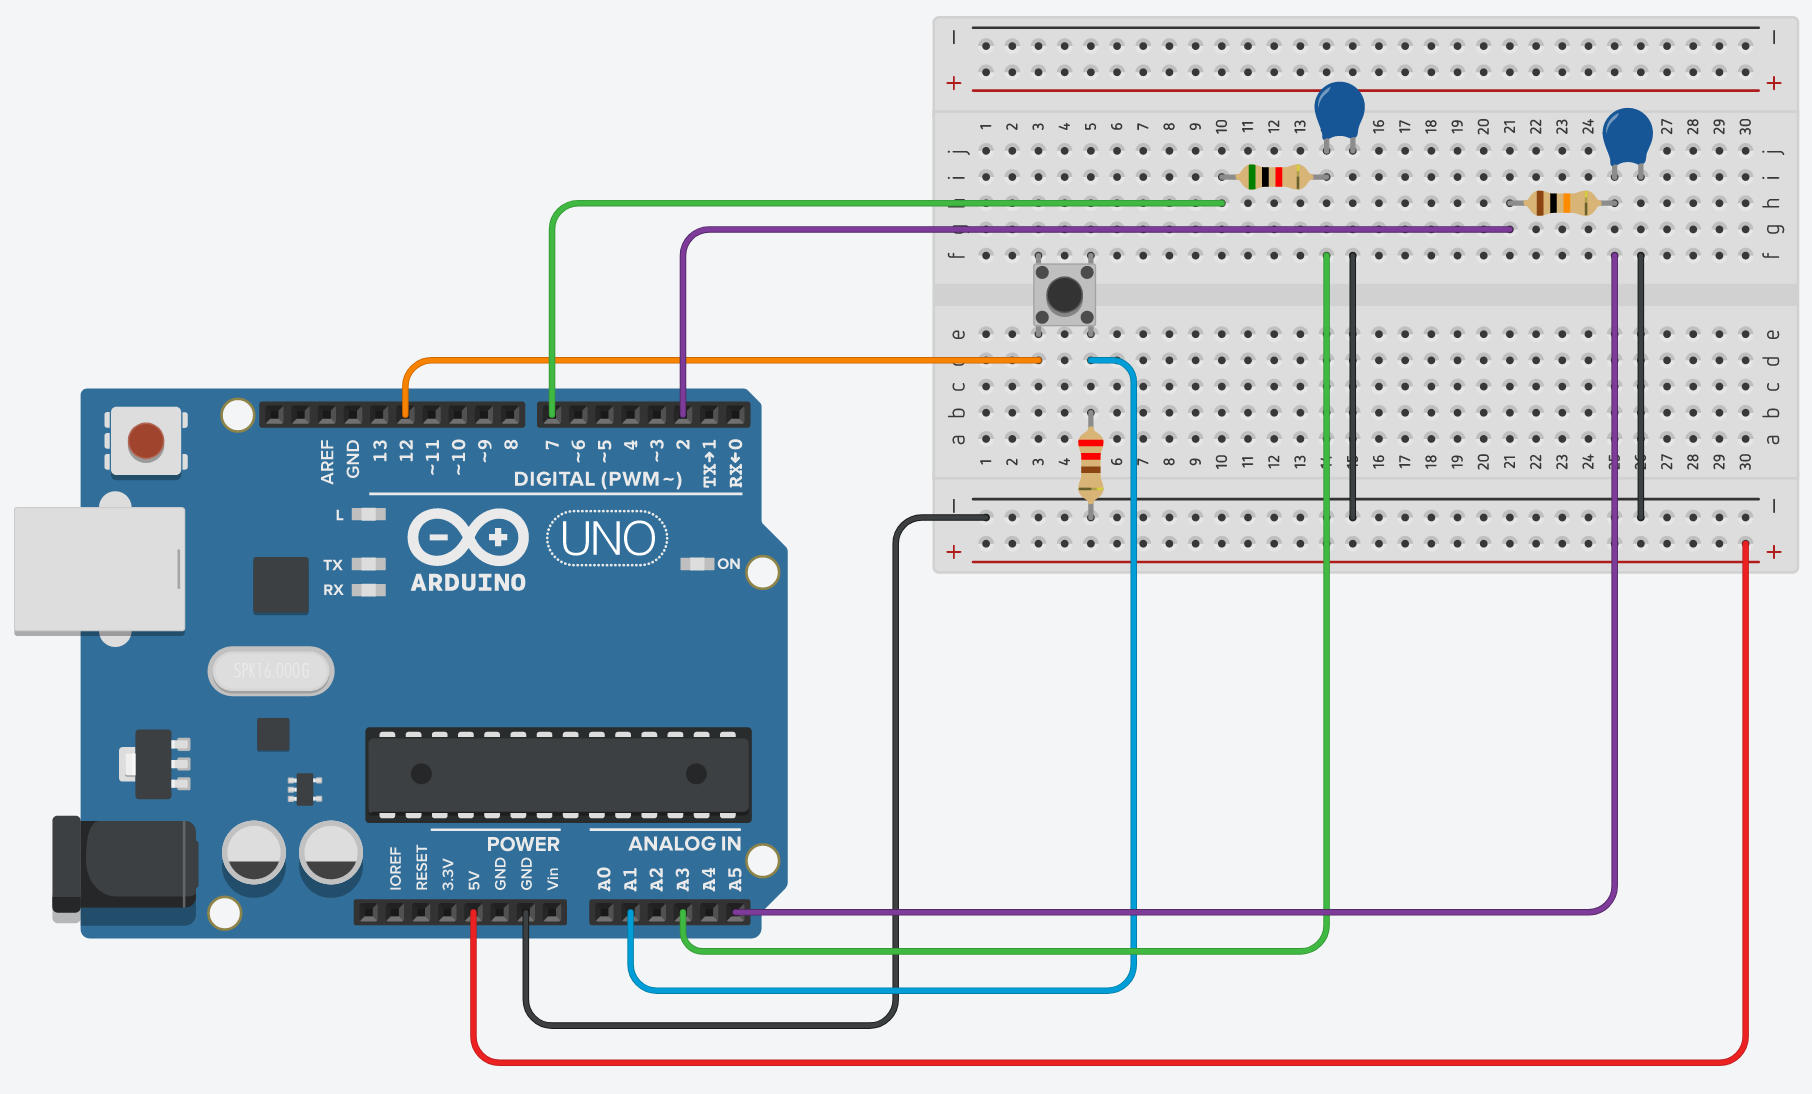 − −
+ +
1 2 3 4 5 6 7 8 9 10 11 12 13 16 17 18 19 20 21 22 23 24 27 28 29 30
j j
i i
h h
g g
f f
e e
d d
c c
b b
a a
1 2 3 4 6 7 8 9 10 11 12 13 14 15 16 17 18 19 20 21 22 23 24 25 26 27 28 29 30
− −
+ +
AREF GND 13 12 ~11 ~10 ~9 8 7 ~6 ~5 4 ~3 2 TX→1 RX←0
DIGITAL (PWM~)
L
TX
RX
UNO
ON
ARDUINO
SPK16.000G
POWER
ANALOG IN
IOREF RESET 3.3V 5V GND GND Vin A0 A1 A2 A3 A4 A5